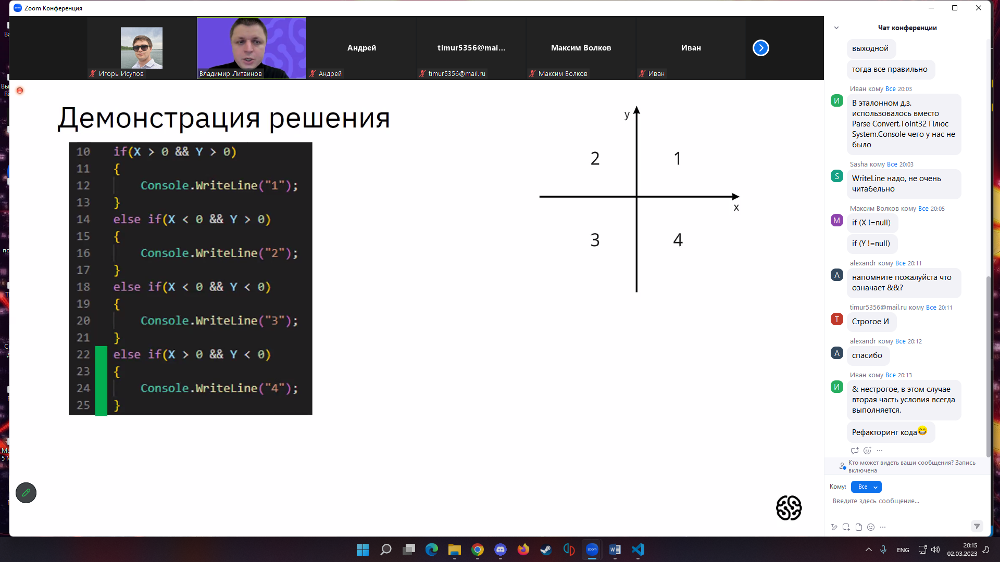 Zoom Конференция
Игорь Исупов
Владимир Литвинов
Андрей
Андрей
timur5356@mai...
timur5356@mail.ru
Максим Волков
Максим Волков
Иван
Иван
Демонстрация решения
10 if(X > 0 && Y > 0)
11 {
12 Console.WriteLine("1");
13 }
14 else if(X < 0 && Y > 0)
15 {
16 Console.WriteLine("2");
17 }
18 else if(X < 0 && Y < 0)
19 {
20 Console.WriteLine("3");
21 }
22 else if(X > 0 && Y < 0)
23 {
24 Console.WriteLine("4");
25 }
y
2 1
x
3 4
Чат конференции
выходной
тогда все правильно
Иван кому Все 20:03
И
В эталонном д.з.
использовалось вместо
Parse Convert.ToInt32 Плюс
System.Console чего у нас не
было
Sasha кому Все 20:03
S
WriteLine надо, не очень
читабельно
Максим Волков кому Все 20:05
М
if (X !=null)
if (Y !=null)
alexandr кому Все 20:11
A
напомните пожалуйста что
означает &&?
timur5356@mail.ru кому Все 20:11
T
Строгое И
alexandr кому Все 20:12
A
спасибо
Иван кому Все 20:13
И
& нестрогое, в этом случае
вторая часть условия всегда
выполняется.
Рефакторинг кода😁
Кто может видеть ваши сообщения? Запись
включена
Кому: Все
Введите здесь сообщение...
zoom
ENG
20:15
02.03.2023